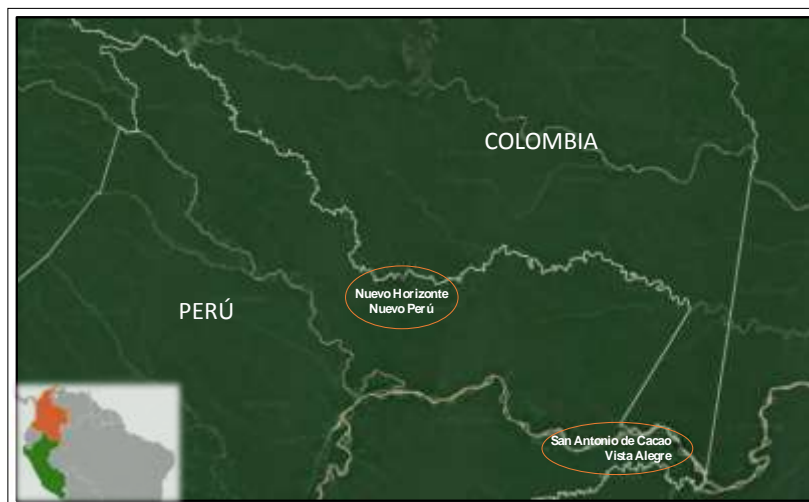 COLOMBIA
PERÚ
Nuevo Horizonte
Nuevo Perú
San Antonio de Cacao
Vista Alegre